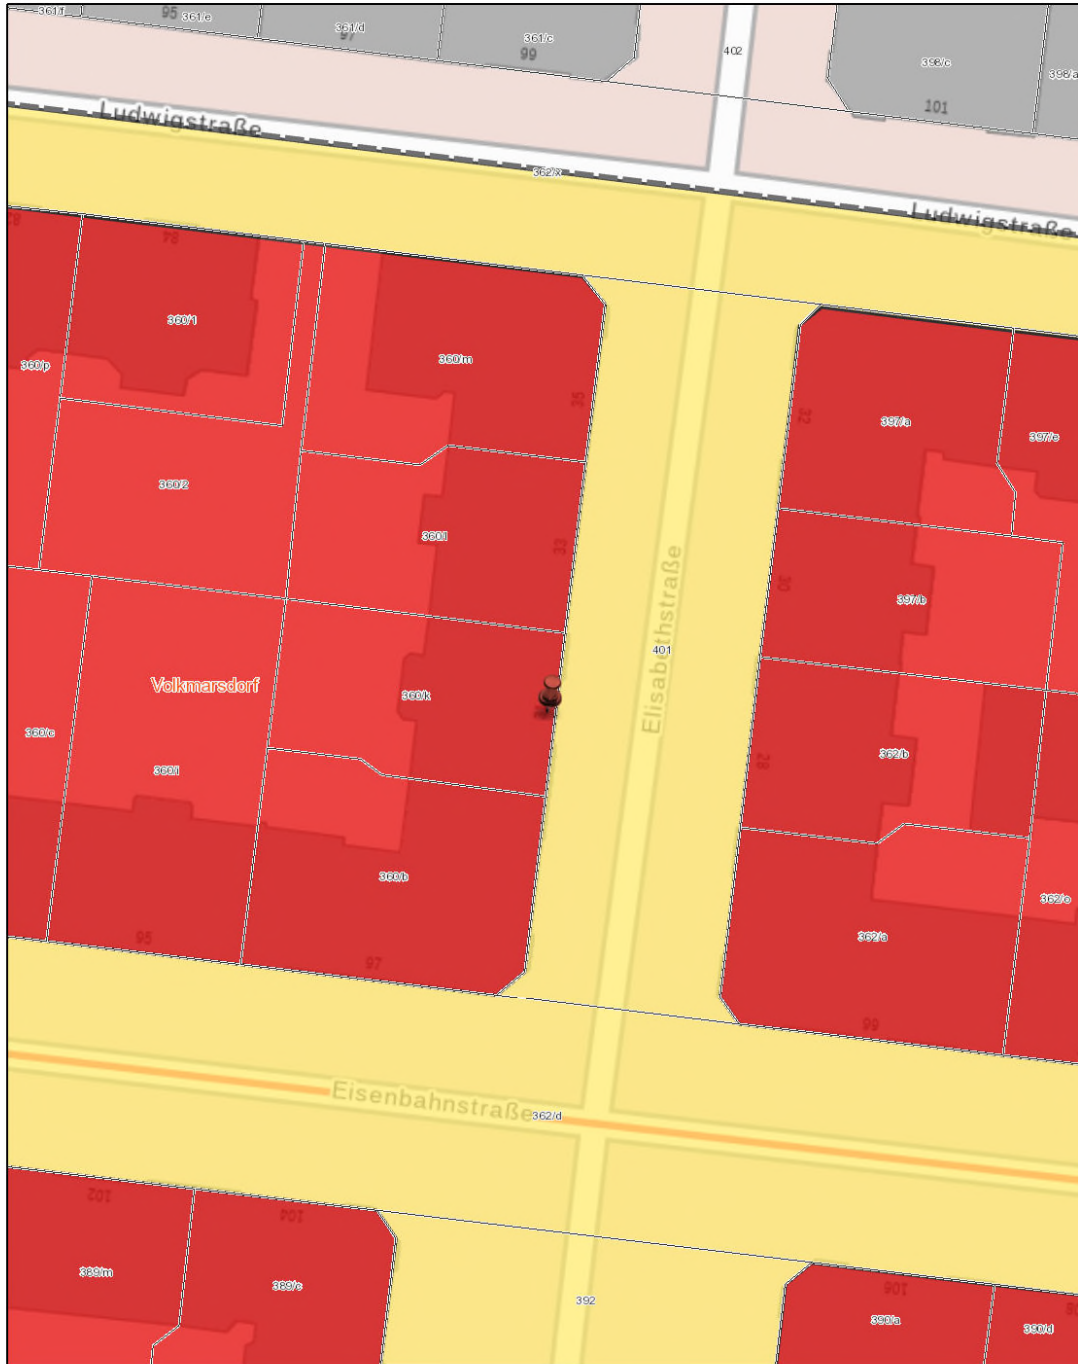 361/f
95
361/e
361/d
97
361/c
99
402
398/c
398/a
101
Ludwigstraße
362/x
Ludwigstraße
84
360/1
360/m
360/p
35
32
397/a
397/e
360/2
360/l
33
30
397/b
Elisabethstraße
401
Volkmarsdorf
360/k
360/c
360/i
28
362/b
360/b
362/o
362/a
95
97
99
Eisenbahnstraße
362/d
102
104
389/m
389/c
392
106
390/a
390/d